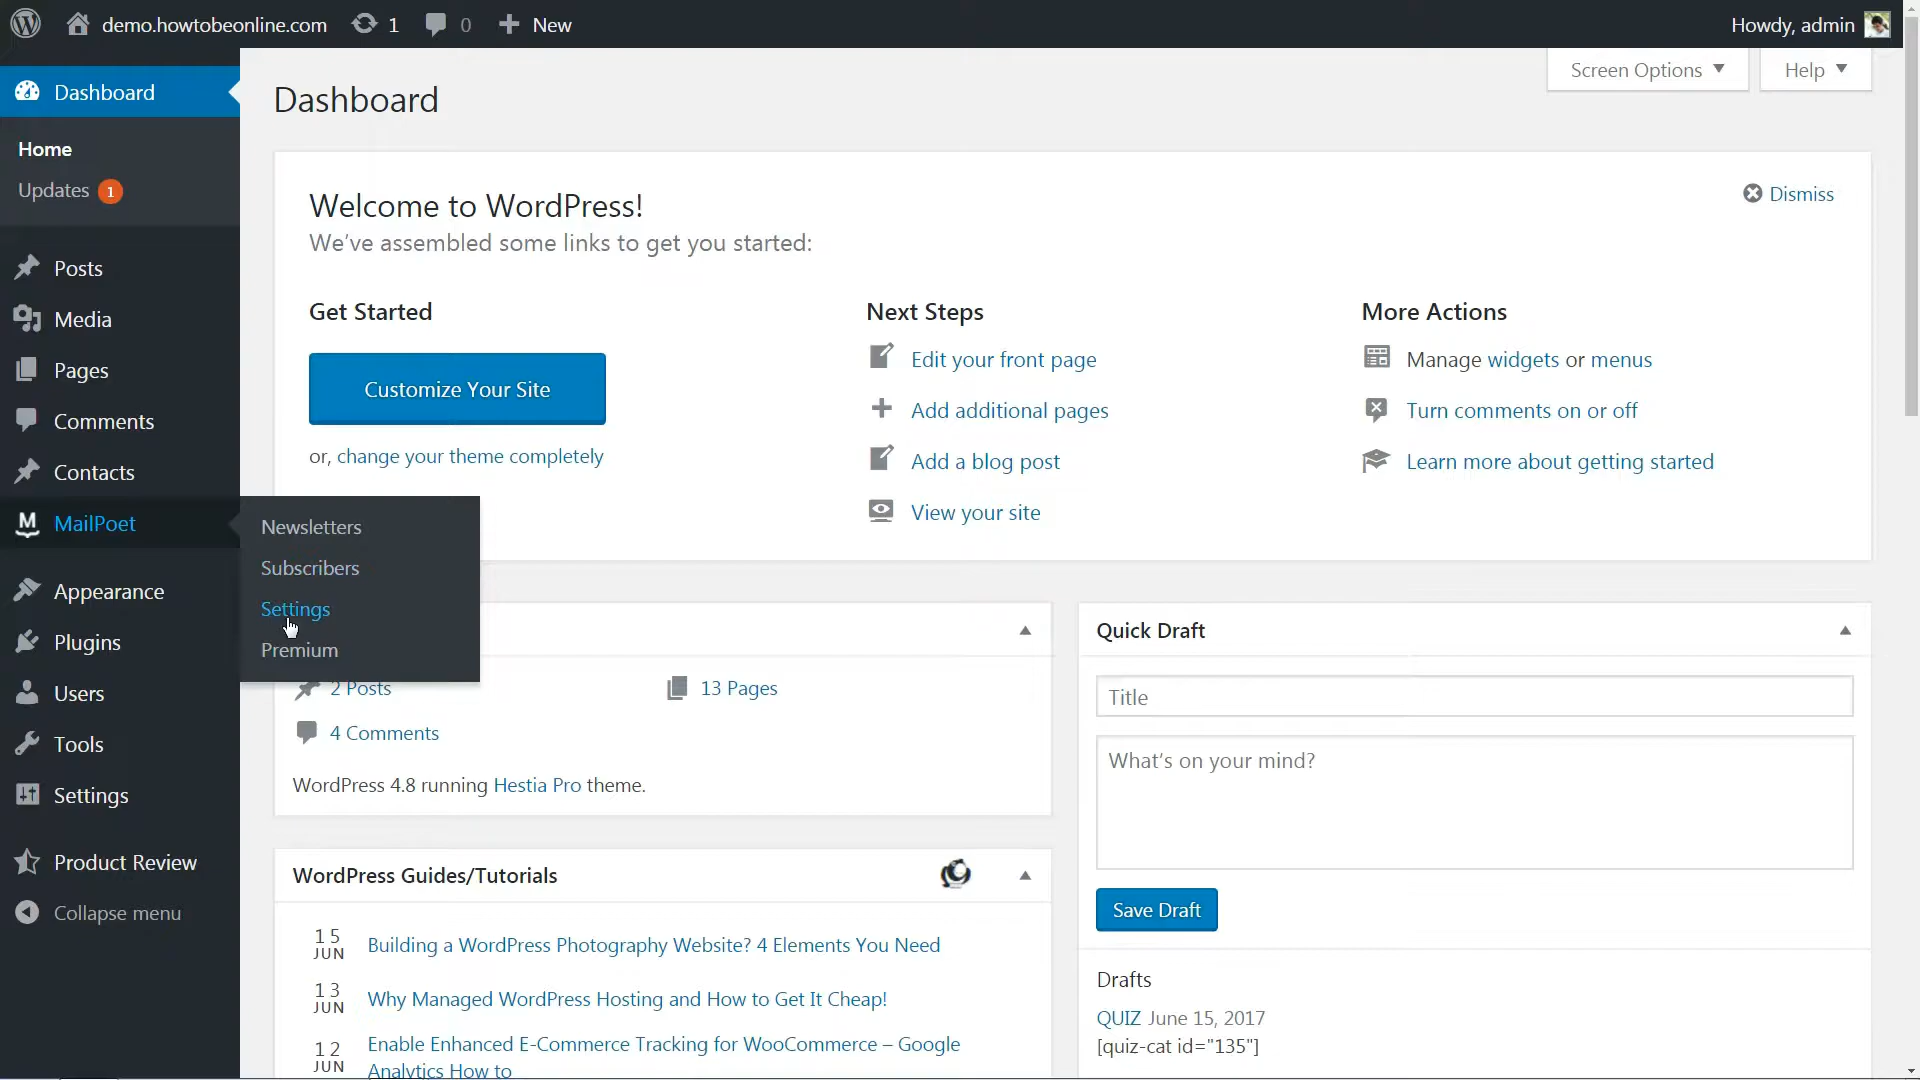 demo.howtobeonline.com 1 0 New Howdy, admin
Screen Options Help
Dashboard
Home
Updates 1
Posts
Media
Pages
Comments
Contacts
MailPoet
Newsletters
Subscribers
Settings
Premium
Appearance
Plugins
Users
Tools
Settings
Product Review
Collapse menu
Dashboard
Welcome to WordPress!
Dismiss
We've assembled some links to get you started:
Get Started
Customize Your Site
or, change your theme completely
Next Steps
Edit your front page
Add additional pages
Add a blog post
View your site
More Actions
Manage widgets or menus
Turn comments on or off
Learn more about getting started
2 Posts
13 Pages
4 Comments
WordPress 4.8 running Hestia Pro theme.
WordPress Guides/Tutorials
15 JUN Building a WordPress Photography Website? 4 Elements You Need
13 JUN Why Managed WordPress Hosting and How to Get It Cheap!
12 JUN Enable Enhanced E-Commerce Tracking for WooCommerce – Google
Analytics How to
Quick Draft
Title
What's on your mind?
Save Draft
Drafts
QUIZ June 15, 2017
[quiz-cat id="135"]